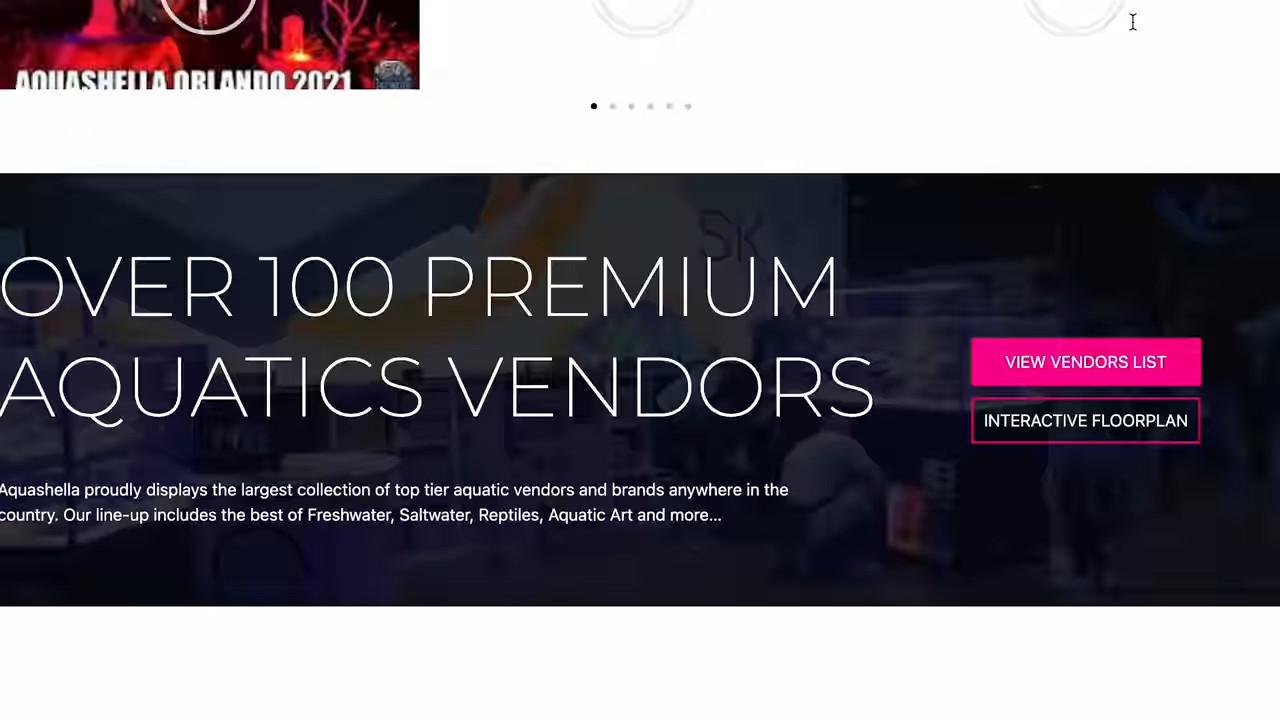 AQUASHELLA ORLANDO 2021
SK
OVER 100 PREMIUM
AQUATICS VENDORS
VIEW VENDORS LIST
INTERACTIVE FLOORPLAN
Aquashella proudly displays the largest collection of top tier aquatic vendors and brands anywhere in the
country. Our line-up includes the best of Freshwater, Saltwater, Reptiles, Aquatic Art and more...